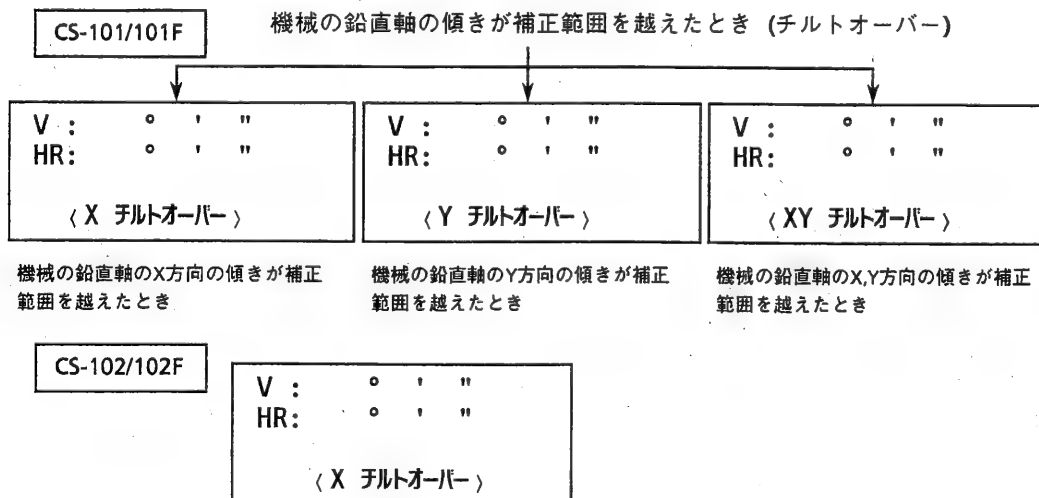 CS-101/101F
機械の鉛直軸の傾きが補正範囲を越えたとき (チルトオーバー)
V : ° ' "
HR: ° ' "
〈 X チルトオーバー 〉
V : ° ' "
HR: ° ' "
〈 Y チルトオーバー 〉
V : ° ' "
HR: ° ' "
〈 XY チルトオーバー 〉
機械の鉛直軸のX方向の傾きが補正
範囲を越えたとき
機械の鉛直軸のY方向の傾きが補正
範囲を越えたとき
機械の鉛直軸のX,Y方向の傾きが補正
範囲を越えたとき
CS-102/102F
V : ° ' "
HR: ° ' "
〈 X チルトオーバー 〉